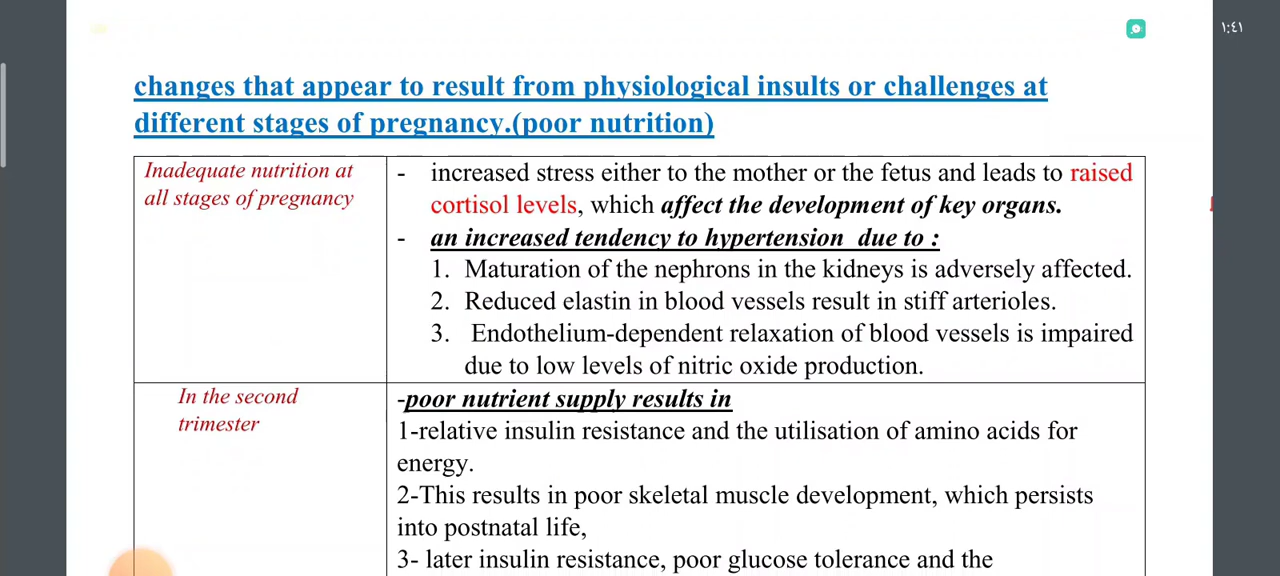 ١:٤١
changes that appear to result from physiological insults or challenges at
different stages of pregnancy.(poor nutrition)
Inadequate nutrition at
all stages of pregnancy
- increased stress either to the mother or the fetus and leads to raised
cortisol levels, which affect the development of key organs.
- an increased tendency to hypertension due to :
1. Maturation of the nephrons in the kidneys is adversely affected.
2. Reduced elastin in blood vessels result in stiff arterioles.
3. Endothelium-dependent relaxation of blood vessels is impaired
due to low levels of nitric oxide production.
In the second
trimester
-poor nutrient supply results in
1-relative insulin resistance and the utilisation of amino acids for
energy.
2-This results in poor skeletal muscle development, which persists
into postnatal life,
3- later insulin resistance, poor glucose tolerance and the